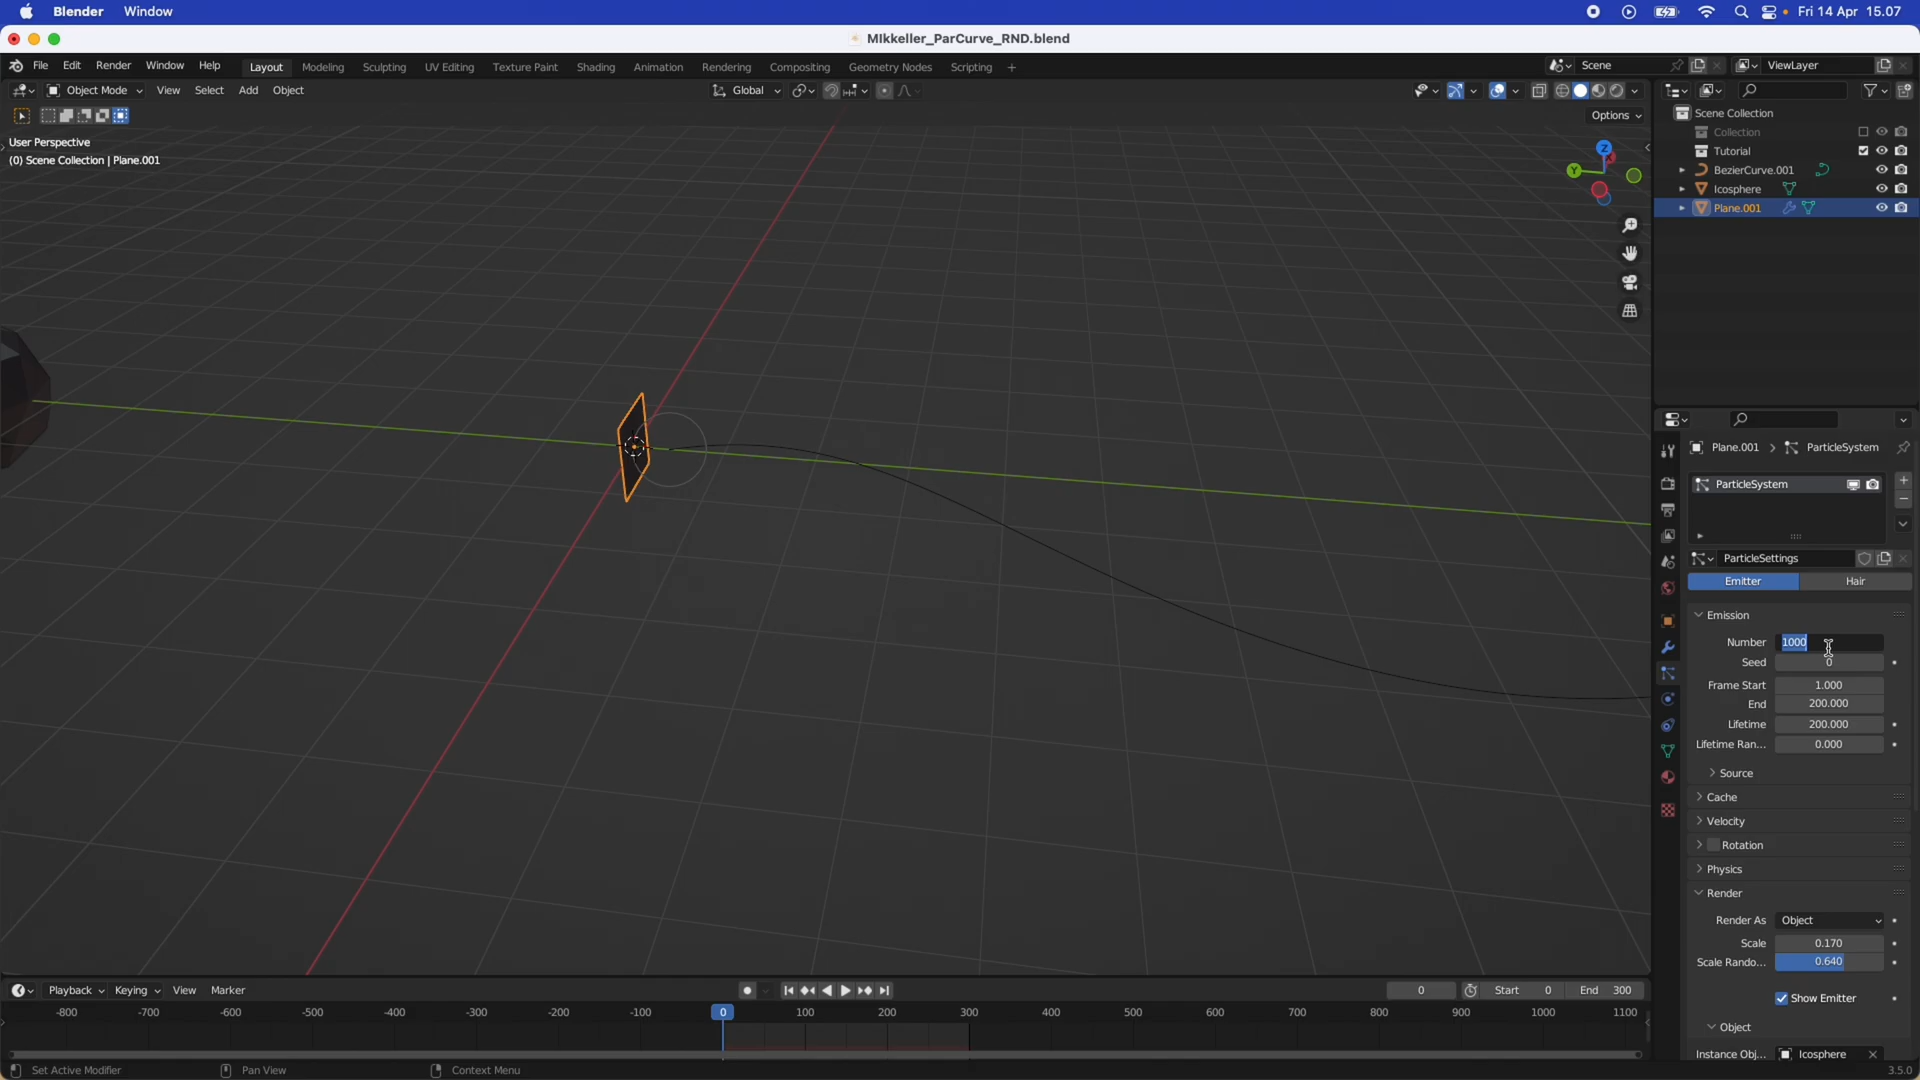 Blender Window Fri 14 Apr 15.07
MIkkeller_ParCurve_RND.blend
File Edit Render Window Help Layout Modeling Sculpting UV Editing Texture Paint Shading Animation Rendering Compositing Geometry Nodes Scripting + Scene ViewLayer
Object Mode View Select Add Object Global
Options
User Perspective
(0) Scene Collection | Plane.001
Z
Y
Scene Collection
Collection
Tutorial
BezierCurve.001
Icosphere
Plane.001
Plane.001 > ParticleSystem
ParticleSystem
ParticleSettings
Emitter Hair
Emission
Number 1000
Seed 0
Frame Start 1.000
End 200.000
Lifetime 200.000
Lifetime Ran... 0.000
Source
Cache
Velocity
Rotation
Physics
Render
Render As Object
Scale 0.170
Scale Rando... 0.640
Show Emitter
Object
Instance Obj... Icosphere
Playback Keying View Marker 0 Start 0 End 300
-800 -700 -600 -500 -400 -300 -200 -100 0 100 200 300 400 500 600 700 800 900 1000 1100
Set Active Modifier Pan View Context Menu 3.5.0